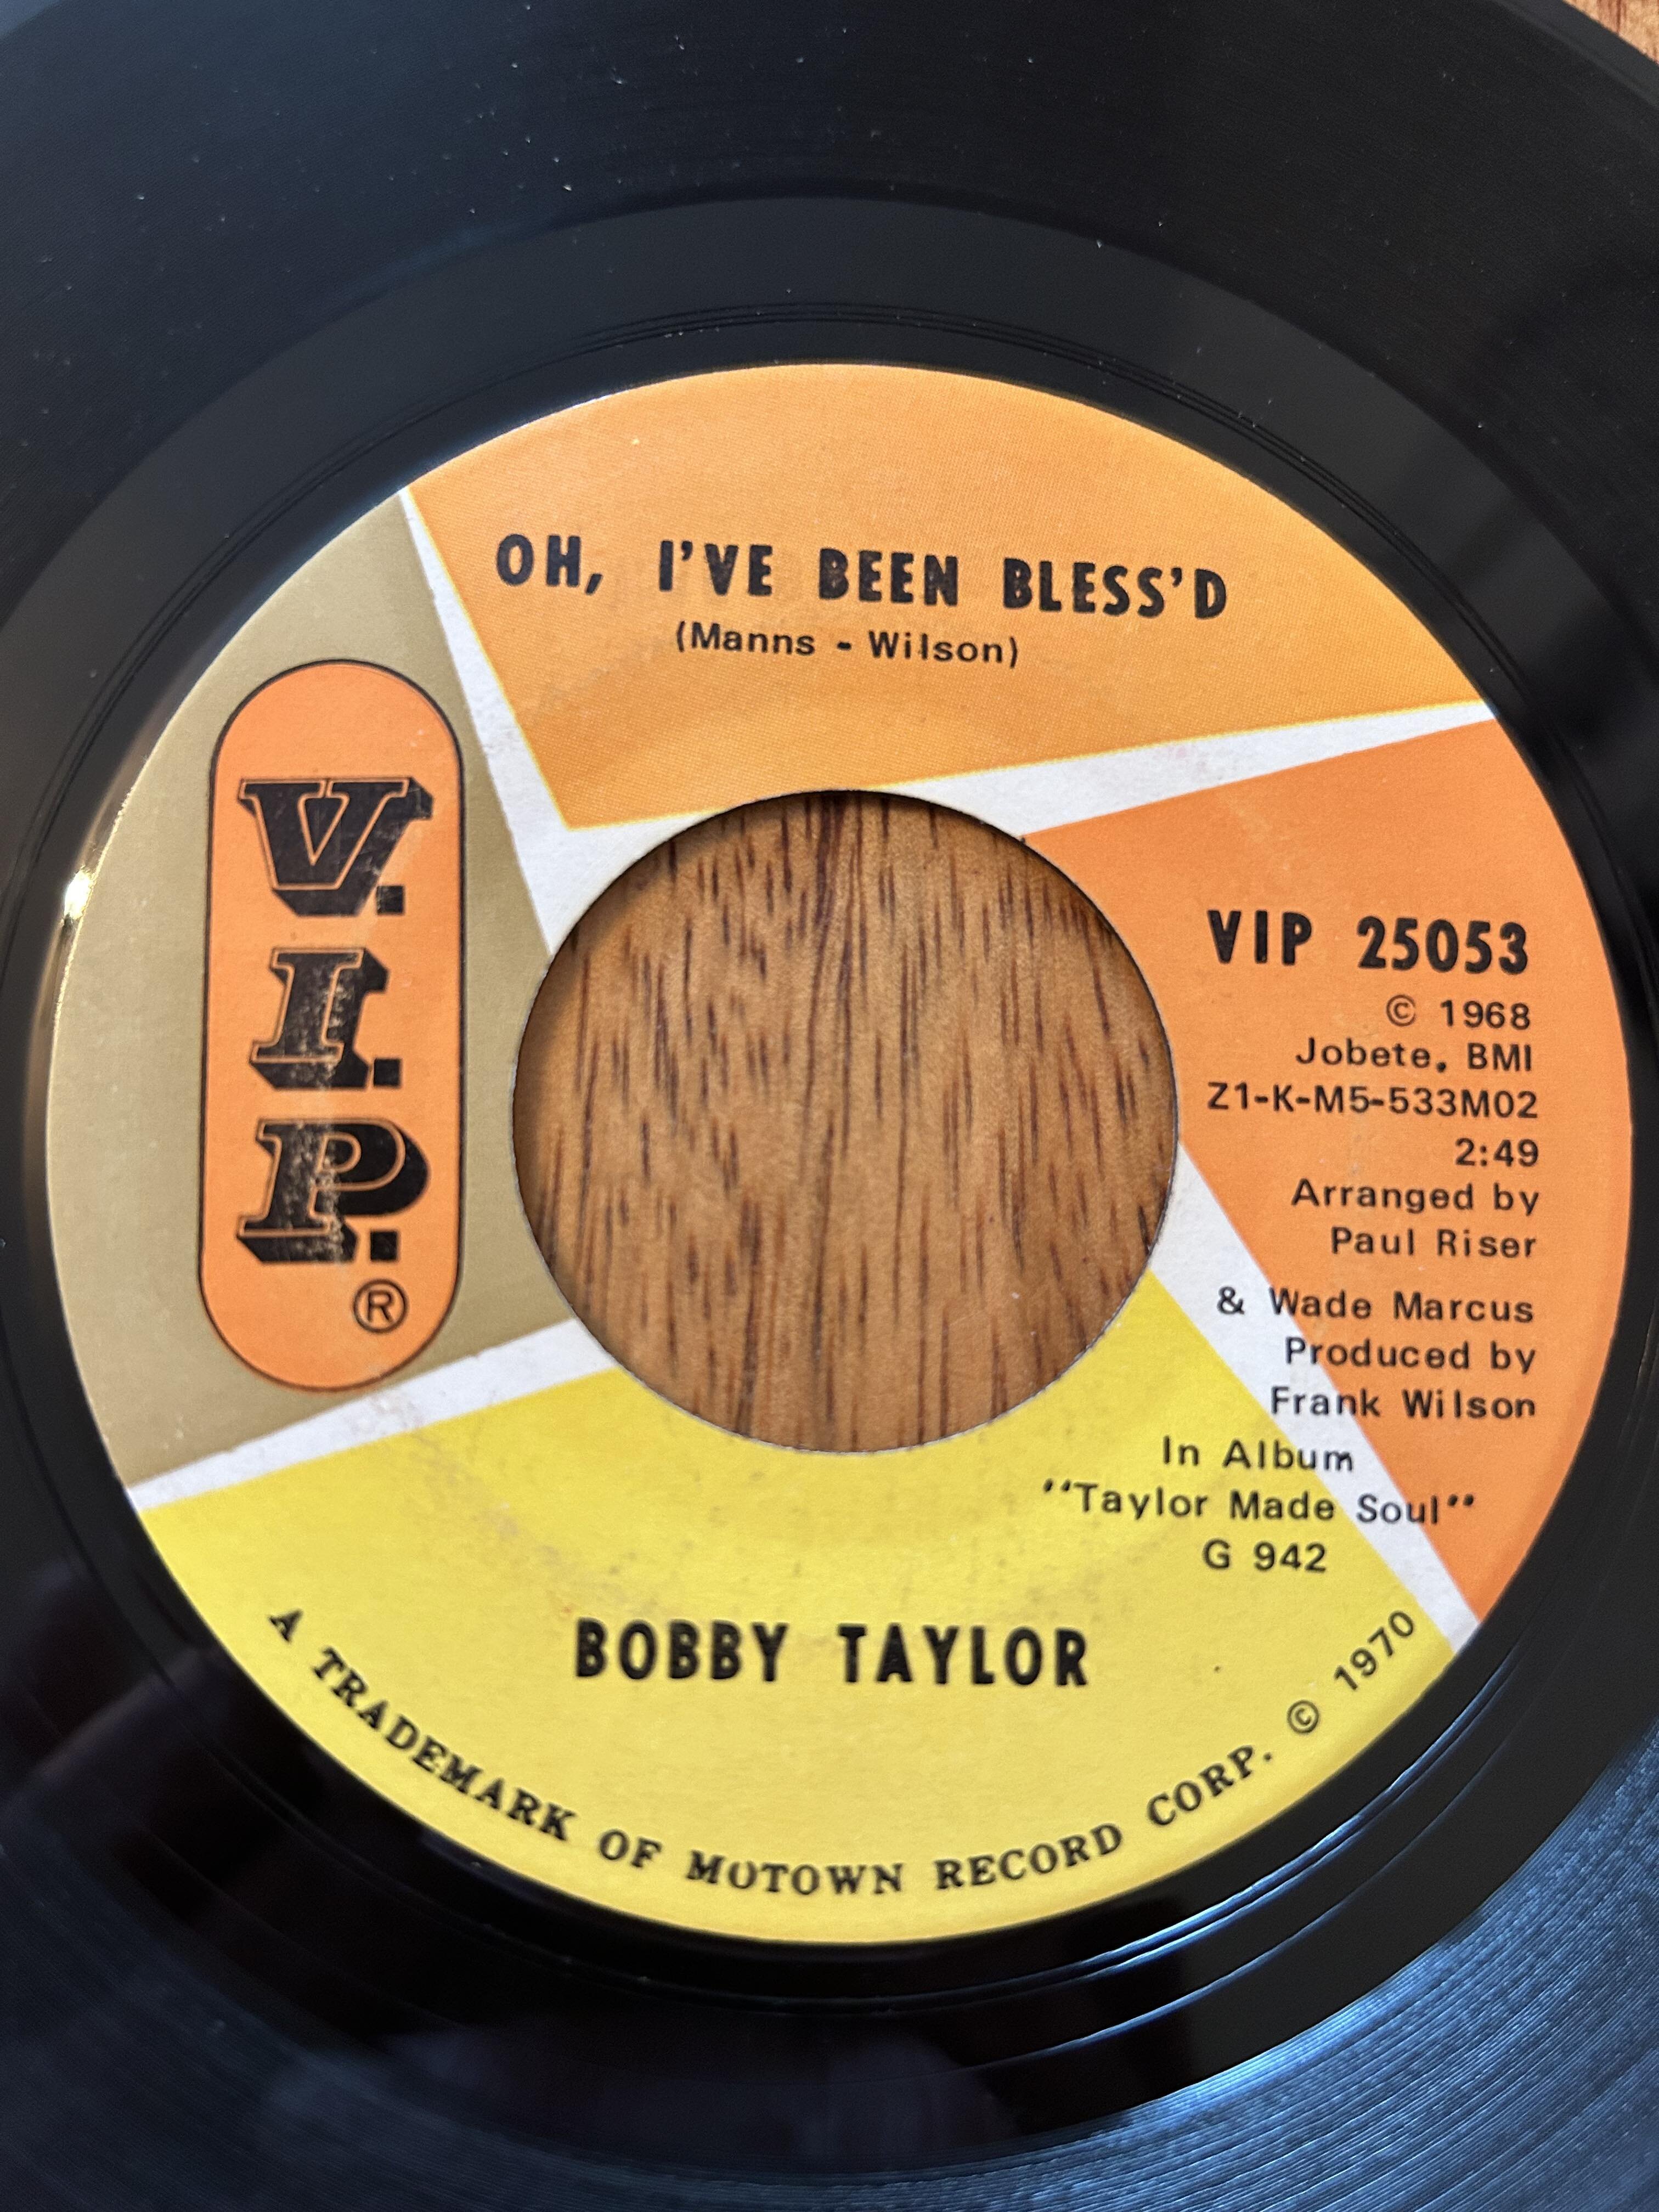 OH, I'VE BEEN BLESS'D
(Manns - Wilson)
V.
I.
P.
®
VIP 25053
© 1968
Jobete, BMI
Z1-K-M5-533M02
2:49
Arranged by
Paul Riser
& Wade Marcus
Produced by
Frank Wilson
In Album
"Taylor Made Soul"
G 942
BOBBY TAYLOR
A TRADEMARK OF MOTOWN RECORD CORP. © 1970